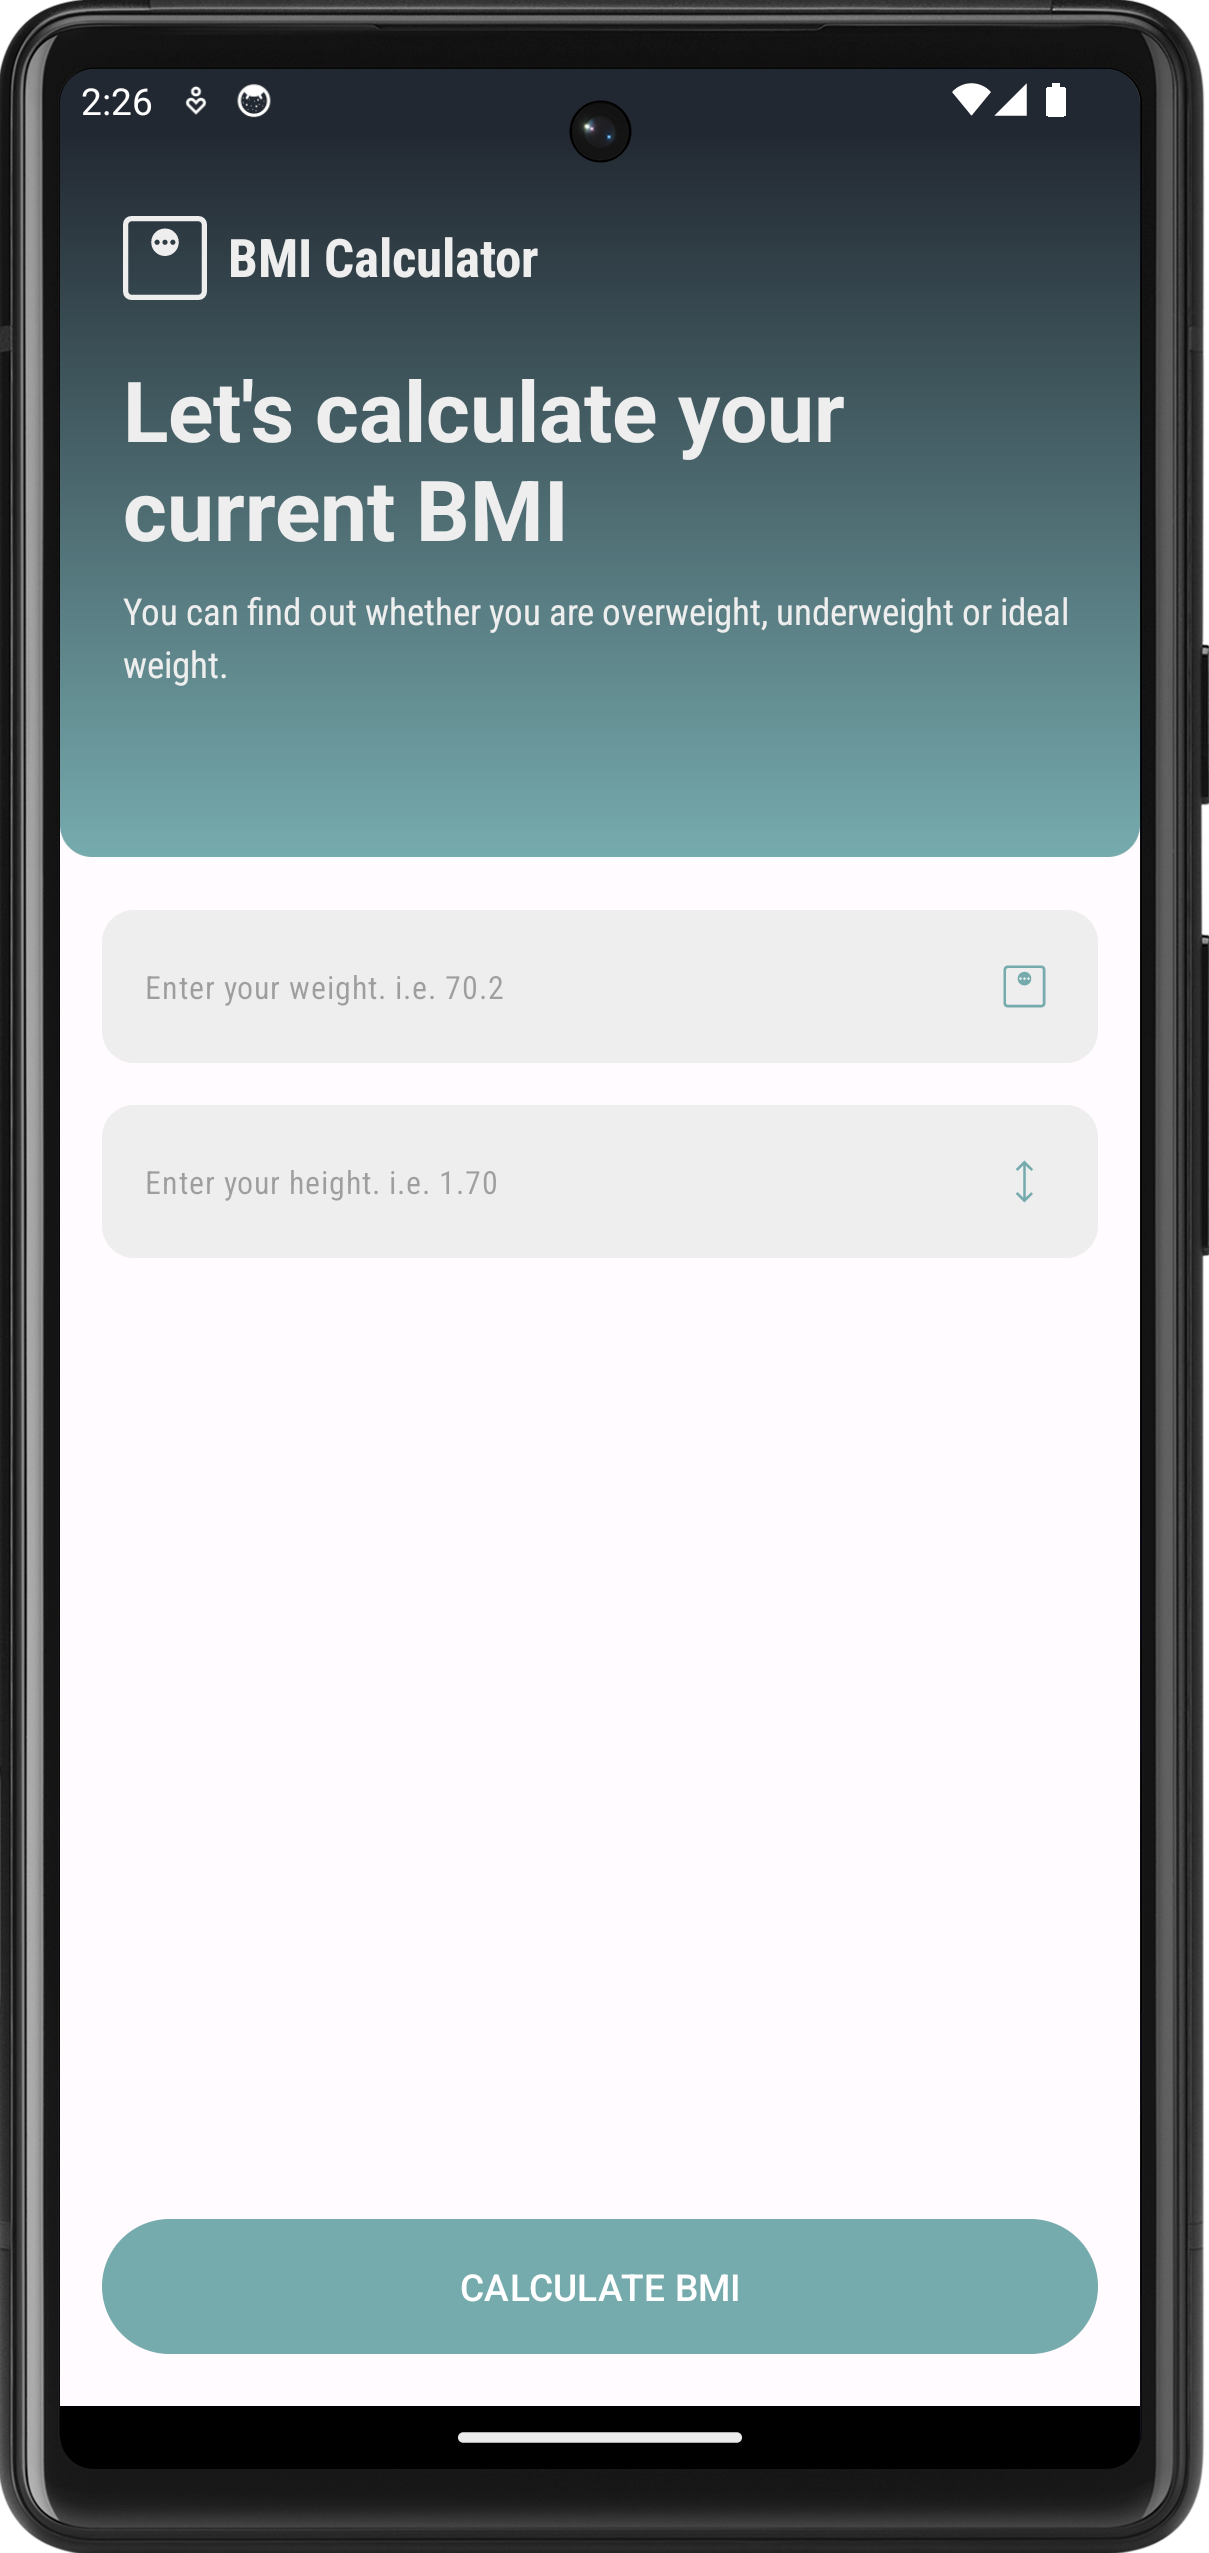 2:26
BMI Calculator
Let's calculate your
current BMI
You can find out whether you are overweight, underweight or ideal
weight.
Enter your weight. i.e. 70.2
Enter your height. i.e. 1.70
CALCULATE BMI